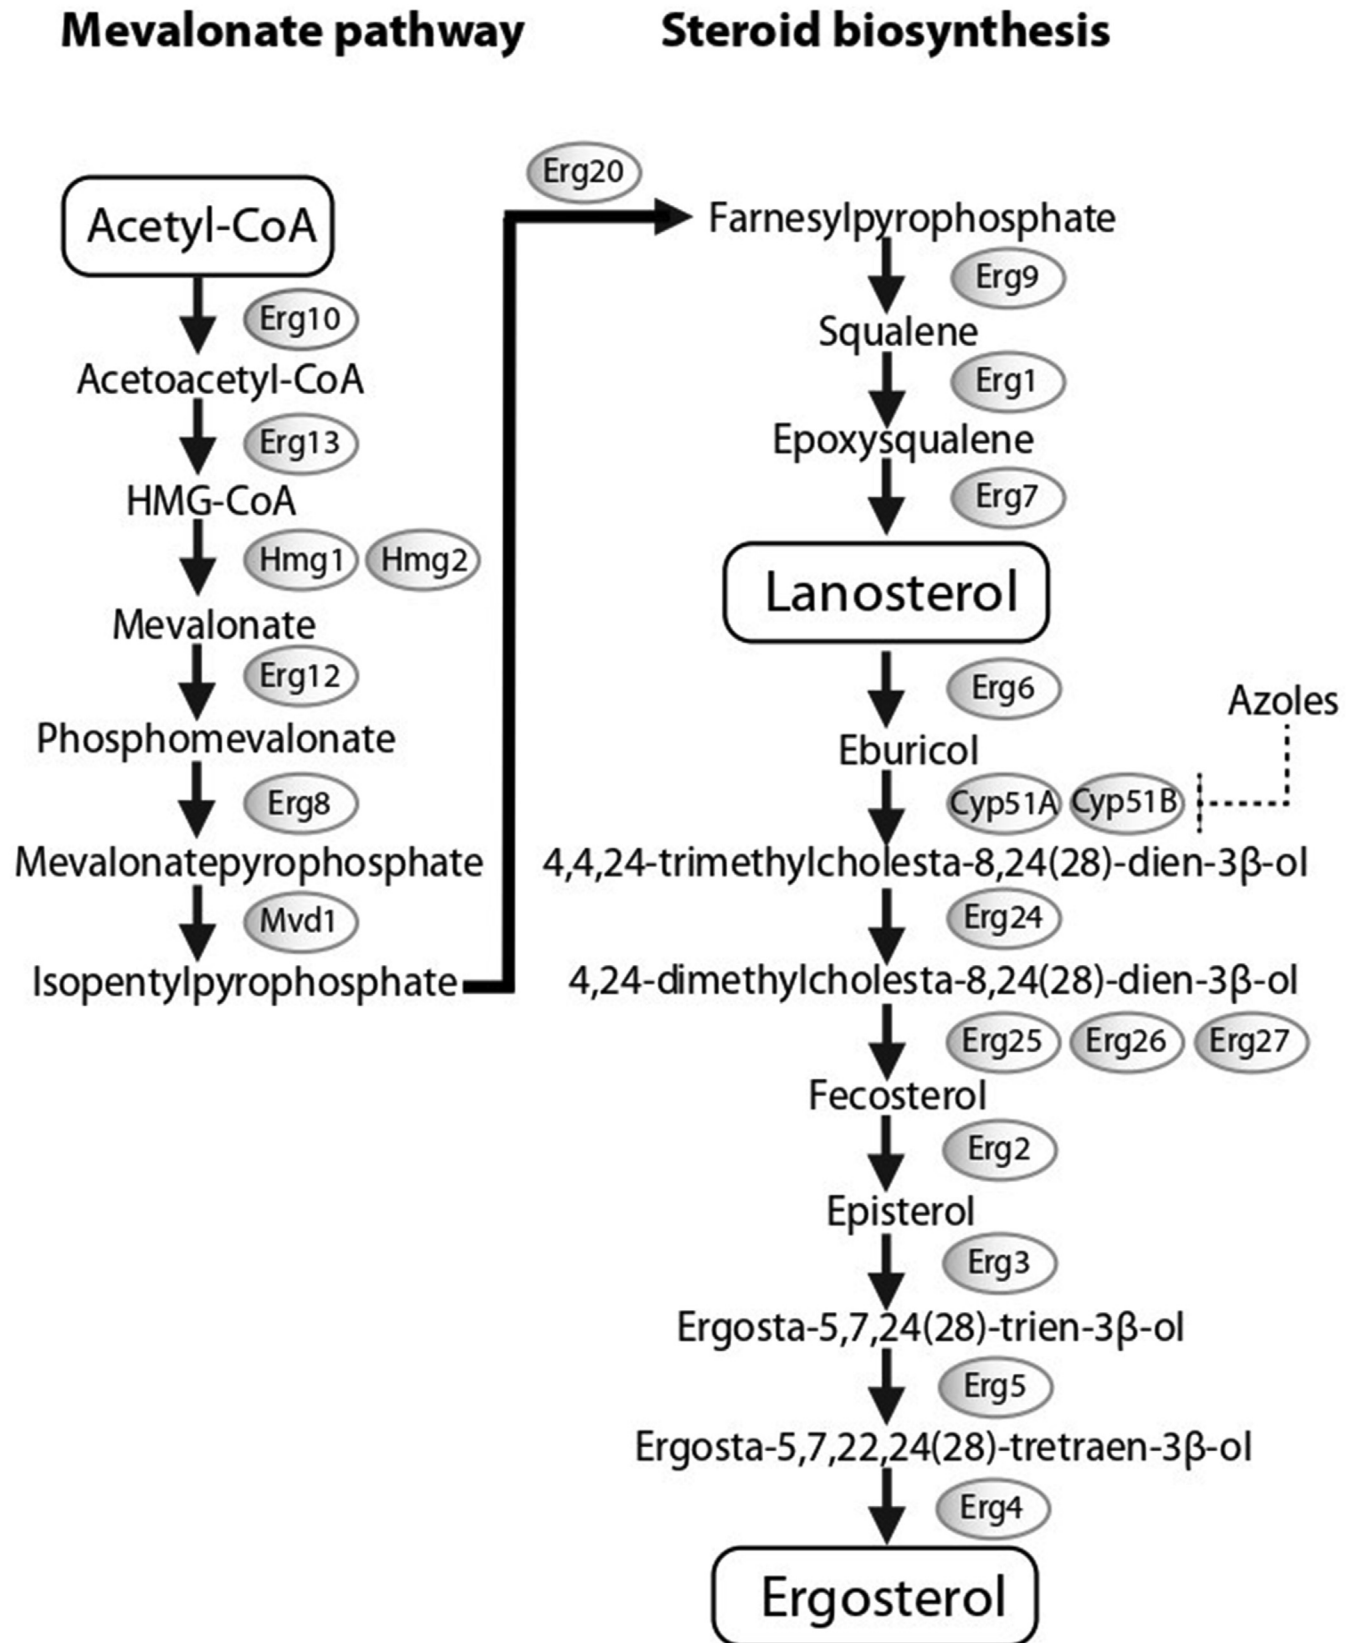 Mevalonate pathway
Steroid biosynthesis
Acetyl-CoA
Erg10
Acetoacetyl-CoA
Erg13
HMG-CoA
Hmg1 Hmg2
Mevalonate
Erg12
Phosphomevalonate
Erg8
Mevalonatepyrophosphate
Mvd1
Isopentylpyrophosphate
Erg20
Farnesylpyrophosphate
Erg9
Squalene
Erg1
Epoxysqualene
Erg7
Lanosterol
Erg6
Azoles
Eburicol
Cyp51A Cyp51B
4,4,24-trimethylcholesta-8,24(28)-dien-3β-ol
Erg24
4,24-dimethylcholesta-8,24(28)-dien-3β-ol
Erg25 Erg26 Erg27
Fecosterol
Erg2
Episterol
Erg3
Ergosta-5,7,24(28)-trien-3β-ol
Erg5
Ergosta-5,7,22,24(28)-tretraen-3β-ol
Erg4
Ergosterol